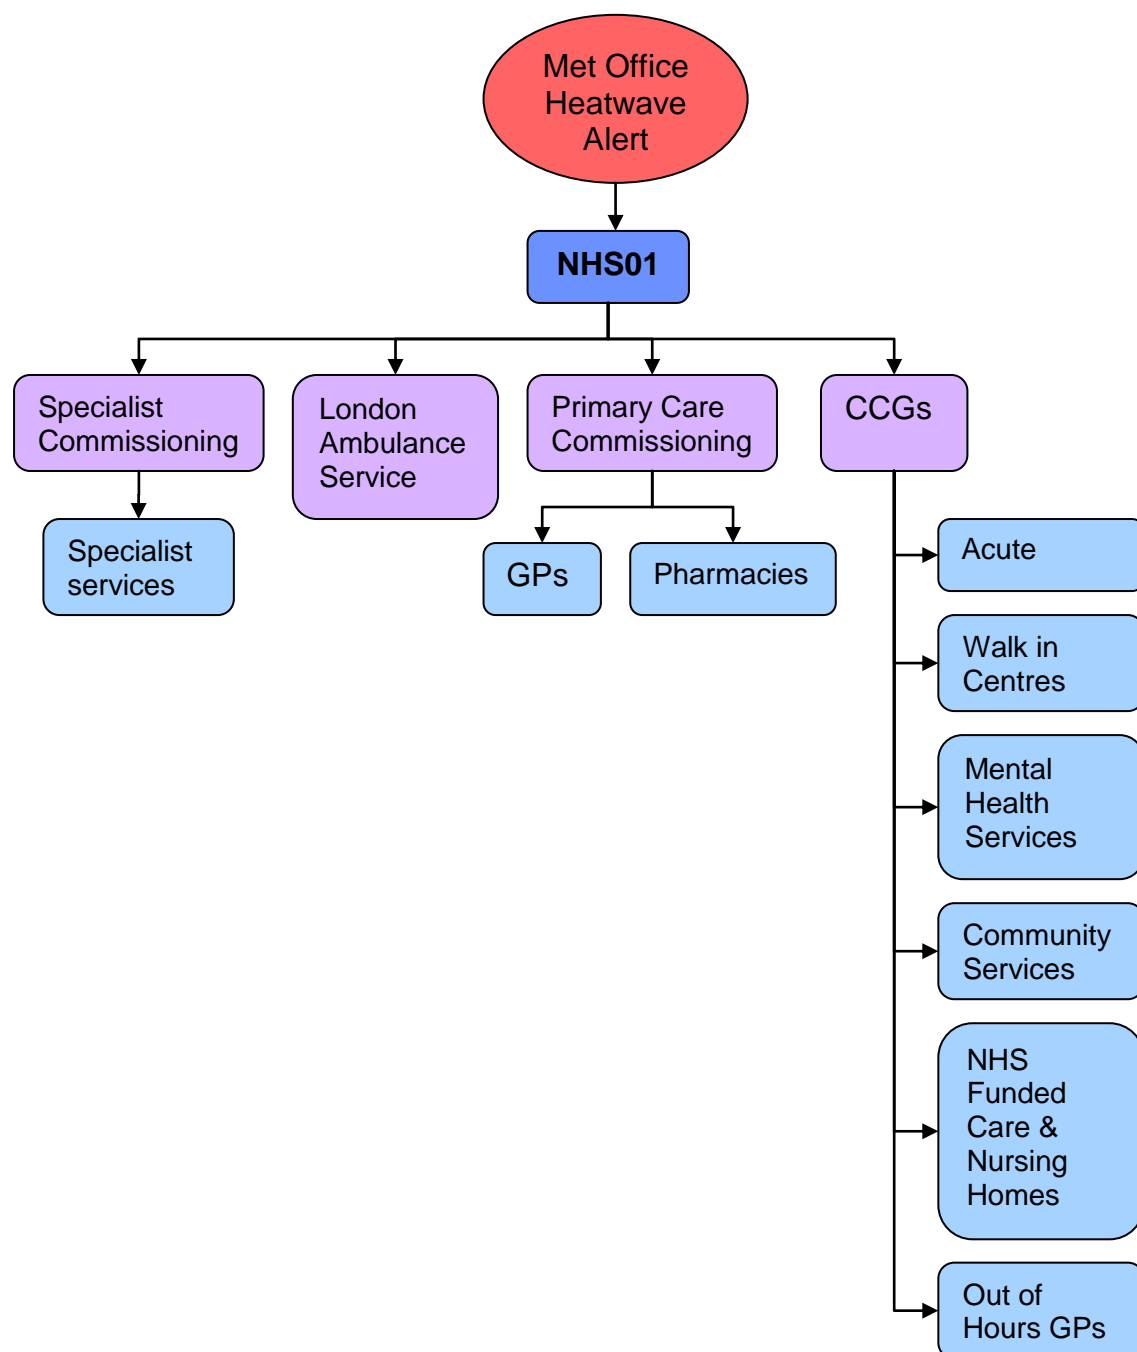 Met Office
Heatwave
Alert
NHS01
Specialist
Commissioning
London
Ambulance
Service
Primary Care
Commissioning
CCGs
Specialist
services
GPs
Pharmacies
Acute
Walk in
Centres
Mental
Health
Services
Community
Services
NHS
Funded
Care &
Nursing
Homes
Out of
Hours GPs